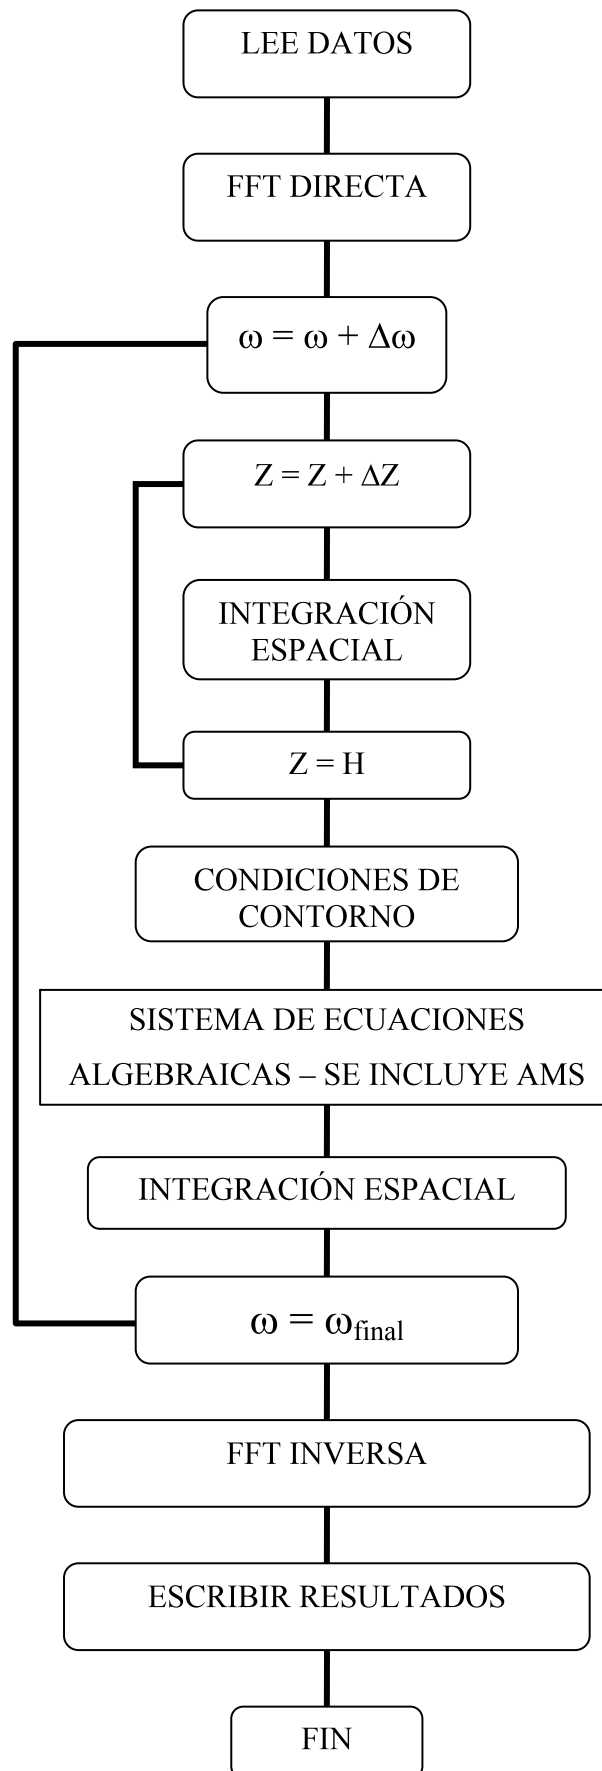 LEE DATOS
FFT DIRECTA
ω = ω + Δω
Z = Z + ΔZ
INTEGRACIÓN
ESPACIAL
Z = H
CONDICIONES DE
CONTORNO
SISTEMA DE ECUACIONES
ALGEBRAICAS – SE INCLUYE AMS
INTEGRACIÓN ESPACIAL
ω = ωfinal
FFT INVERSA
ESCRIBIR RESULTADOS
FIN